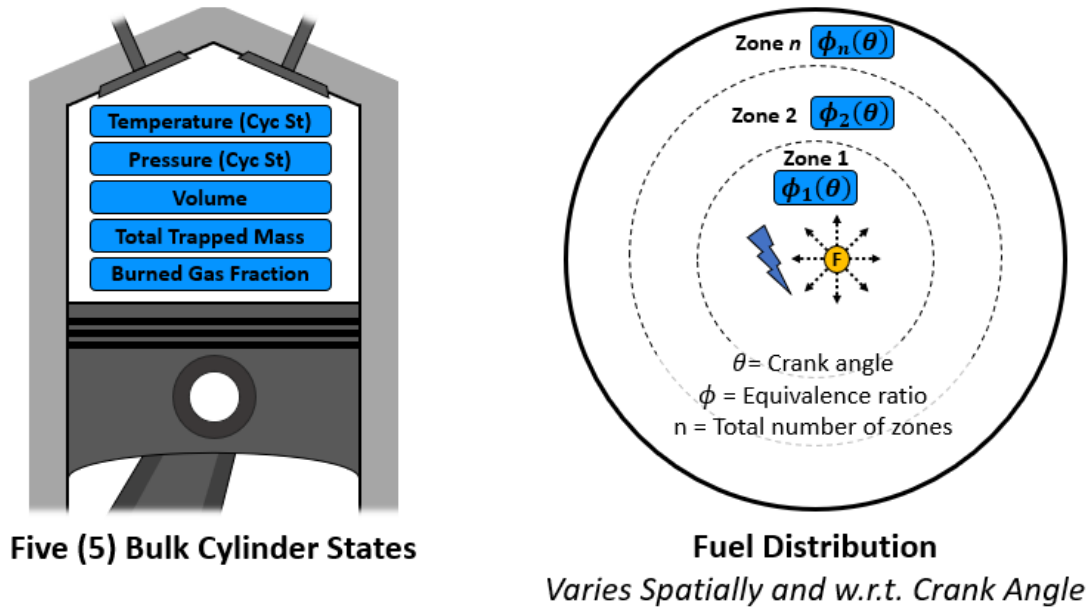 Temperature (Cyc St)
Pressure (Cyc St)
Volume
Total Trapped Mass
Burned Gas Fraction
Five (5) Bulk Cylinder States
Zone n ϕₙ(θ)
Zone 2 ϕ₂(θ)
Zone 1
ϕ₁(θ)
F
θ= Crank angle
ϕ = Equivalence ratio
n = Total number of zones
Fuel Distribution
Varies Spatially and w.r.t. Crank Angle